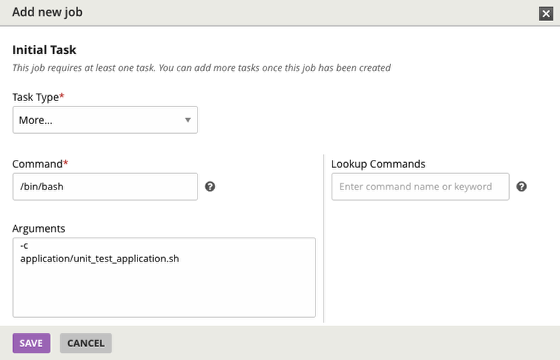 Add new job
Initial Task
This job requires at least one task. You can add more tasks once this job has been created
Task Type*
More...
Command*
/bin/bash
Lookup Commands
Enter command name or keyword
Arguments
-c
application/unit_test_application.sh
SAVE
CANCEL